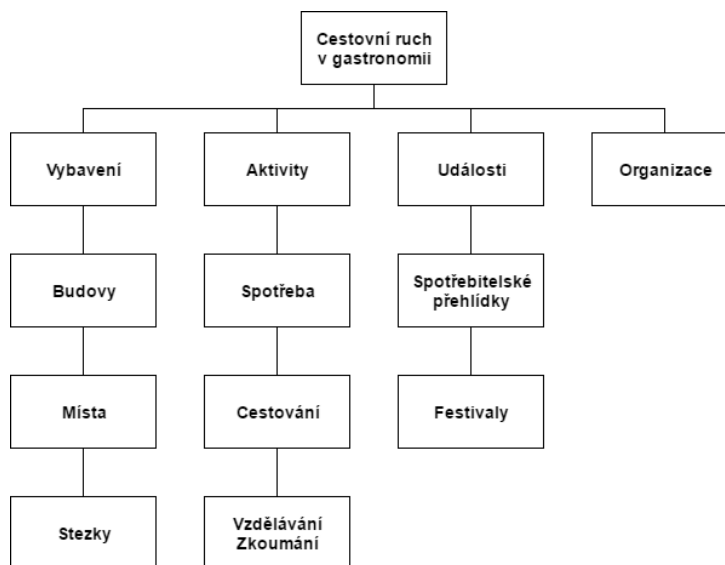 Cestovní ruch
v gastronomii
Vybavení
Aktivity
Události
Organizace
Budovy
Spotřeba
Spotřebitelské
přehlídky
Místa
Cestování
Festivaly
Stezky
Vzdělávání
Zkoumání